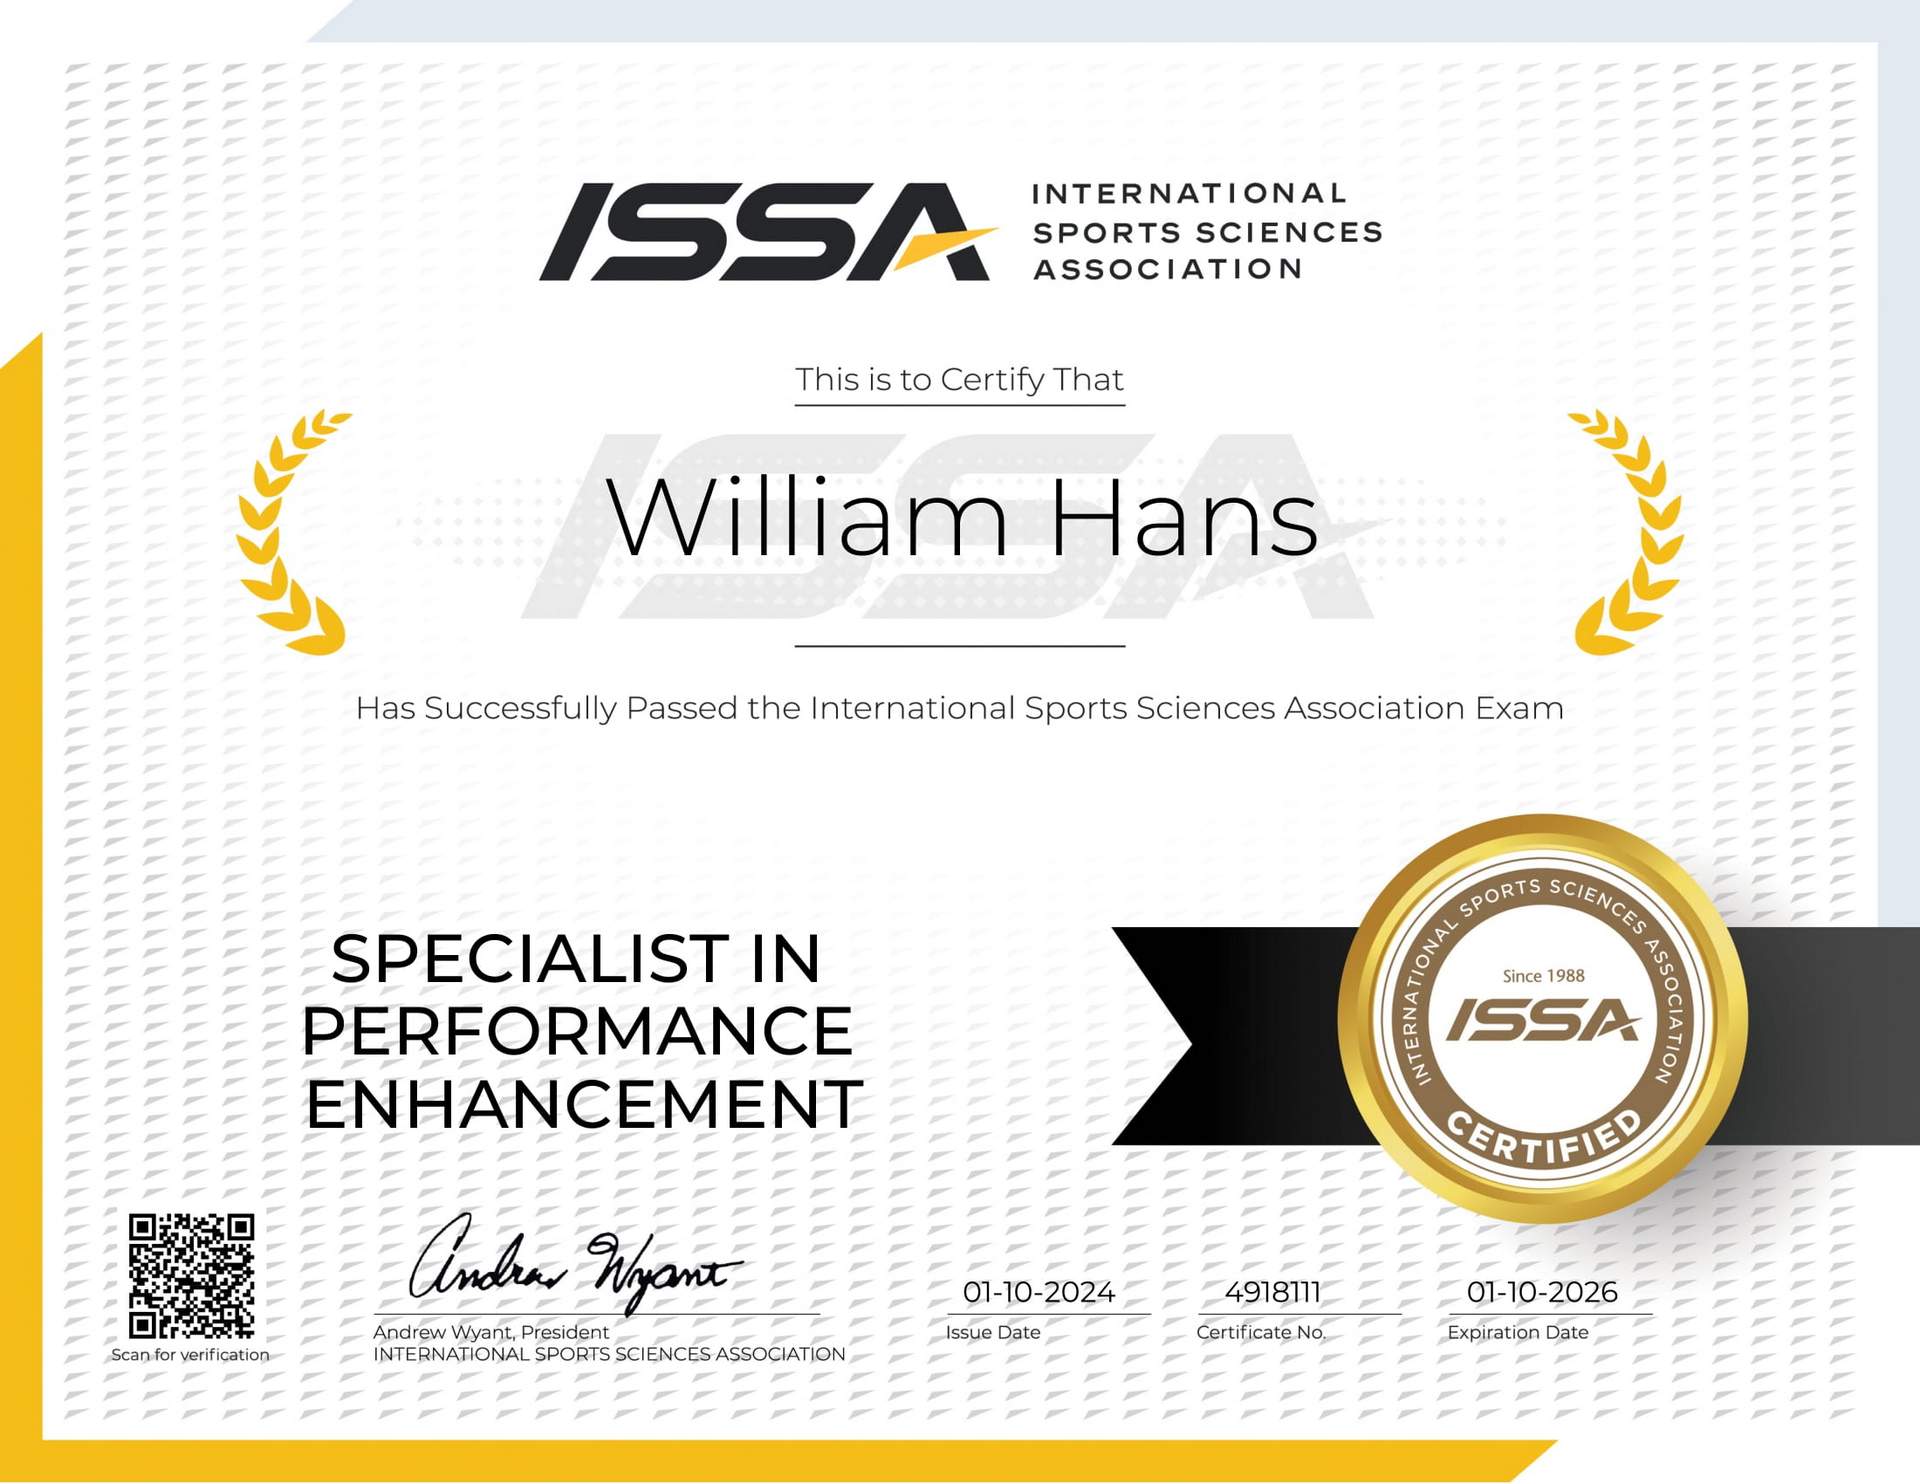 ISSA
INTERNATIONAL
SPORTS SCIENCES
ASSOCIATION
This is to Certify That
ISSA
William Hans
Has Successfully Passed the International Sports Sciences Association Exam
SPECIALIST IN
PERFORMANCE
ENHANCEMENT
INTERNATIONAL SPORTS SCIENCES ASSOCIATION
Since 1988
ISSA
CERTIFIED
Scan for verification
Andrew Wyant
Andrew Wyant, President
INTERNATIONAL SPORTS SCIENCES ASSOCIATION
01-10-2024
Issue Date
4918111
Certificate No.
01-10-2026
Expiration Date